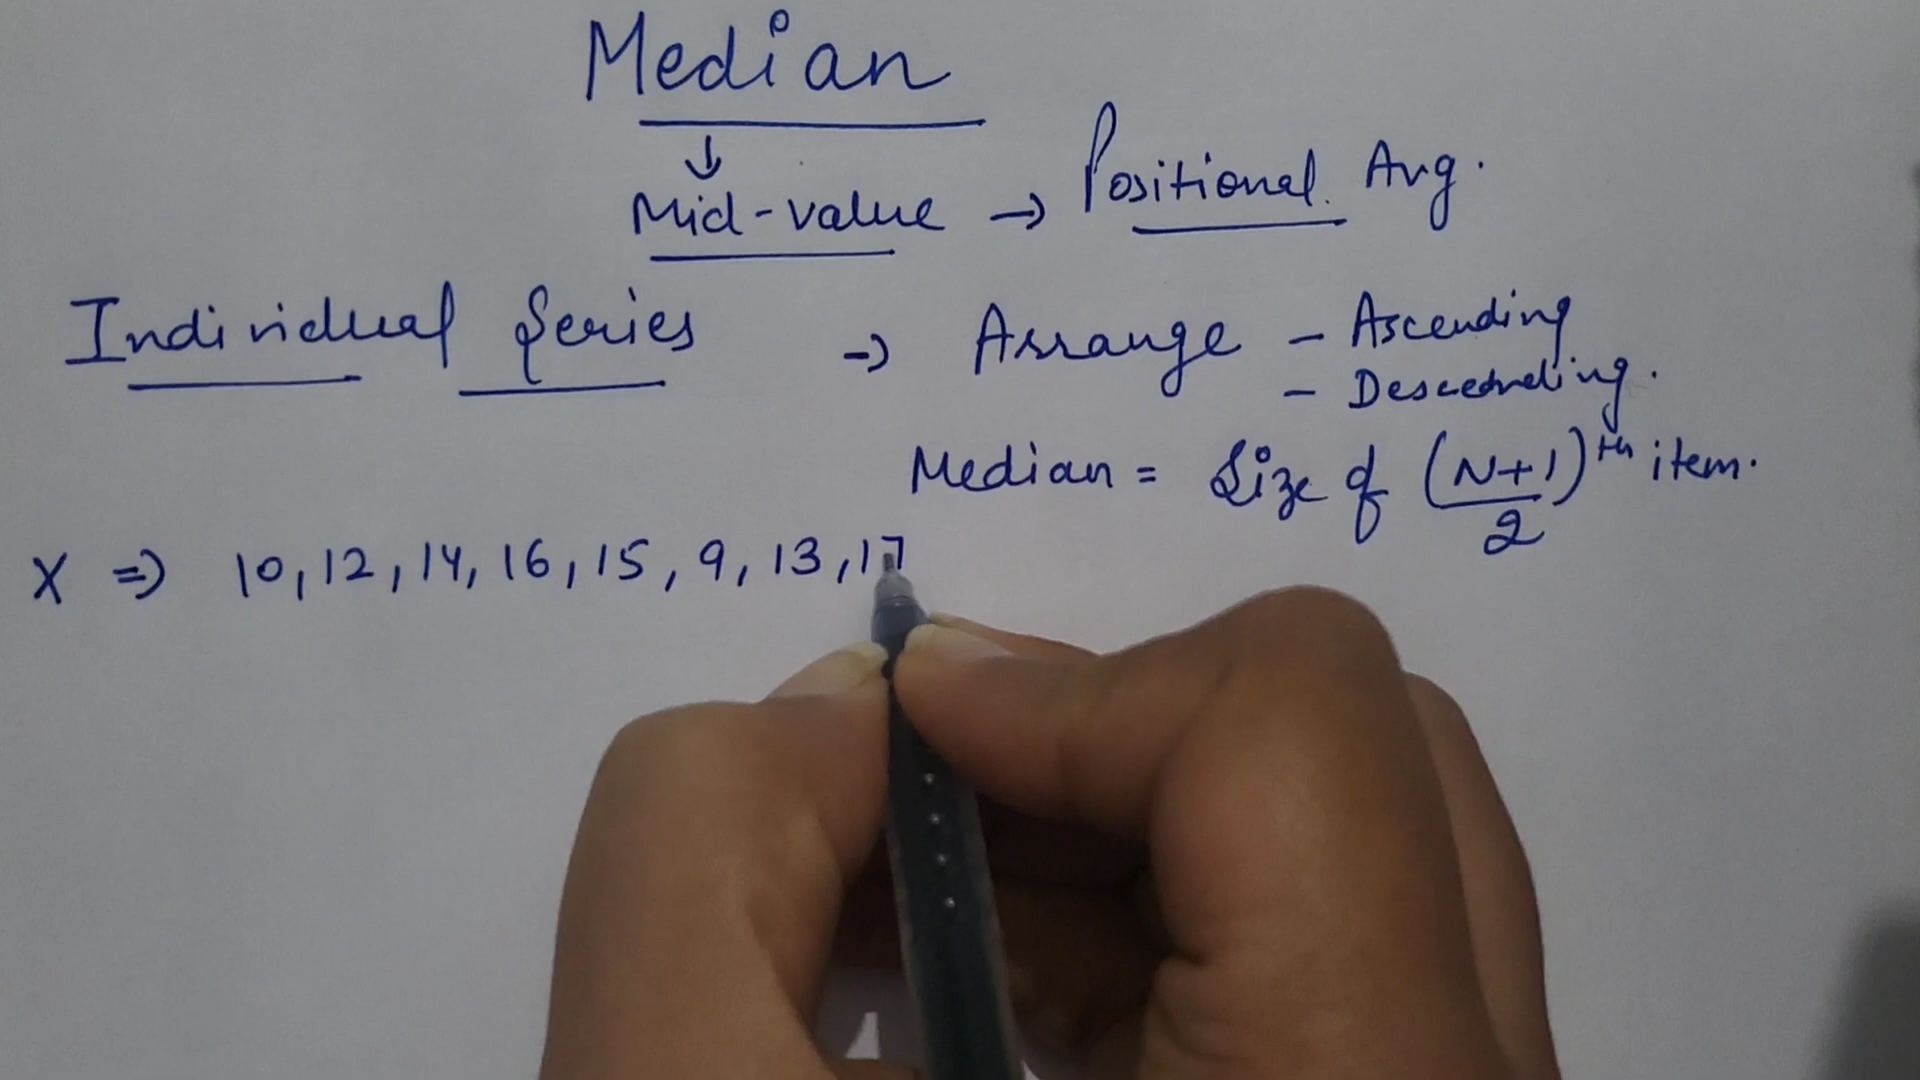 Median
↓
Mid-value → Positional Avg.
Individual Series → Arrange - Ascending
- Descending.
Median = Size of (N+1/2)th item.
X ⇒ 10, 12, 14, 16, 15, 9, 13, 17